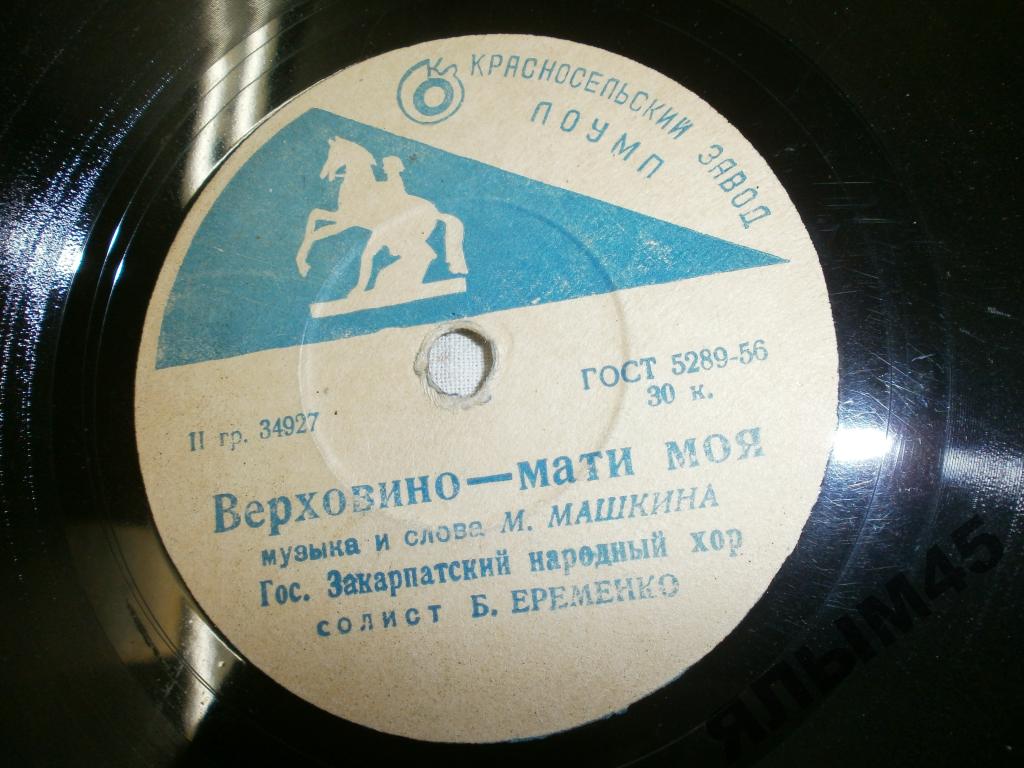 КРАСНОСЕЛЬСКИЙ ЗАВОД
ЛОУМП
ГОСТ 5289-56
30 к.
II гр. 34927
Верховино—мати моя
музыка и слова М. МАШКИНА
Гос. Закарпатский народный хор
солист Б. ЕРЕМЕНКО
ЯЛЫМ45